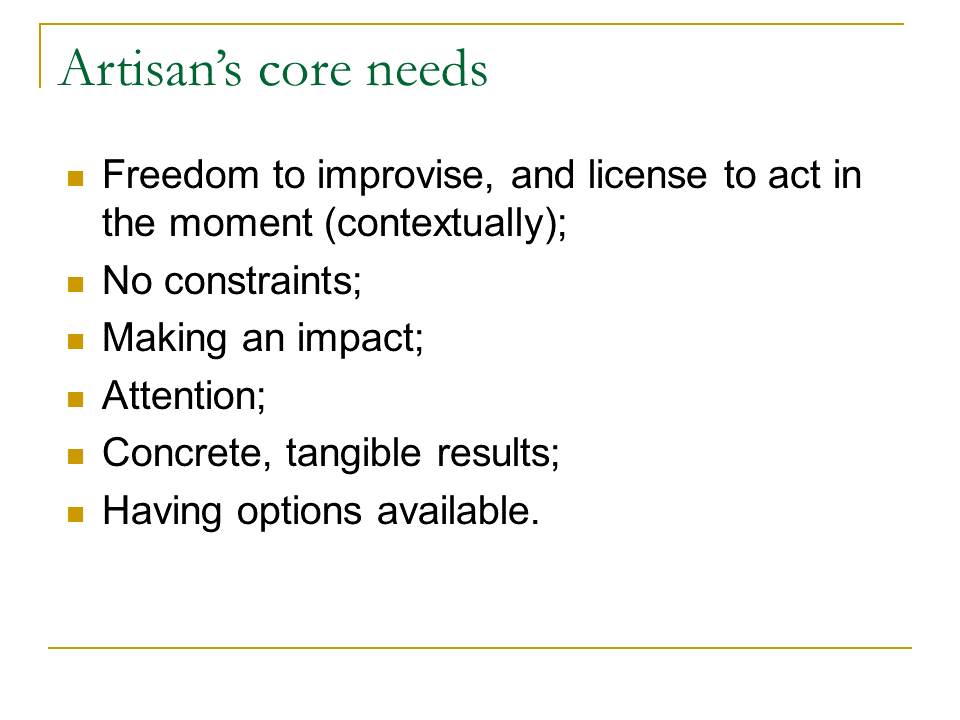 Artisan’s core needs
Freedom to improvise, and license to act in
the moment (contextually);
No constraints;
Making an impact;
Attention;
Concrete, tangible results;
Having options available.